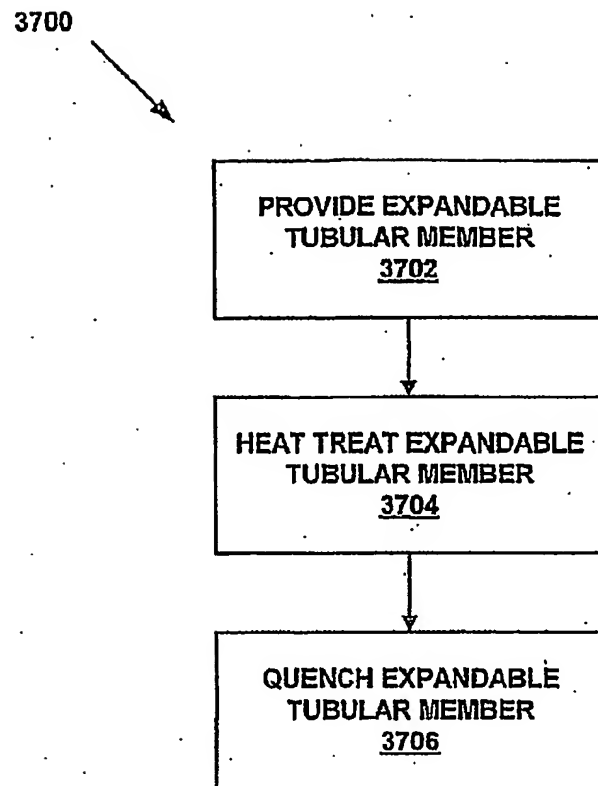 3700
PROVIDE EXPANDABLE
TUBULAR MEMBER
3702
HEAT TREAT EXPANDABLE
TUBULAR MEMBER
3704
QUENCH EXPANDABLE
TUBULAR MEMBER
3706